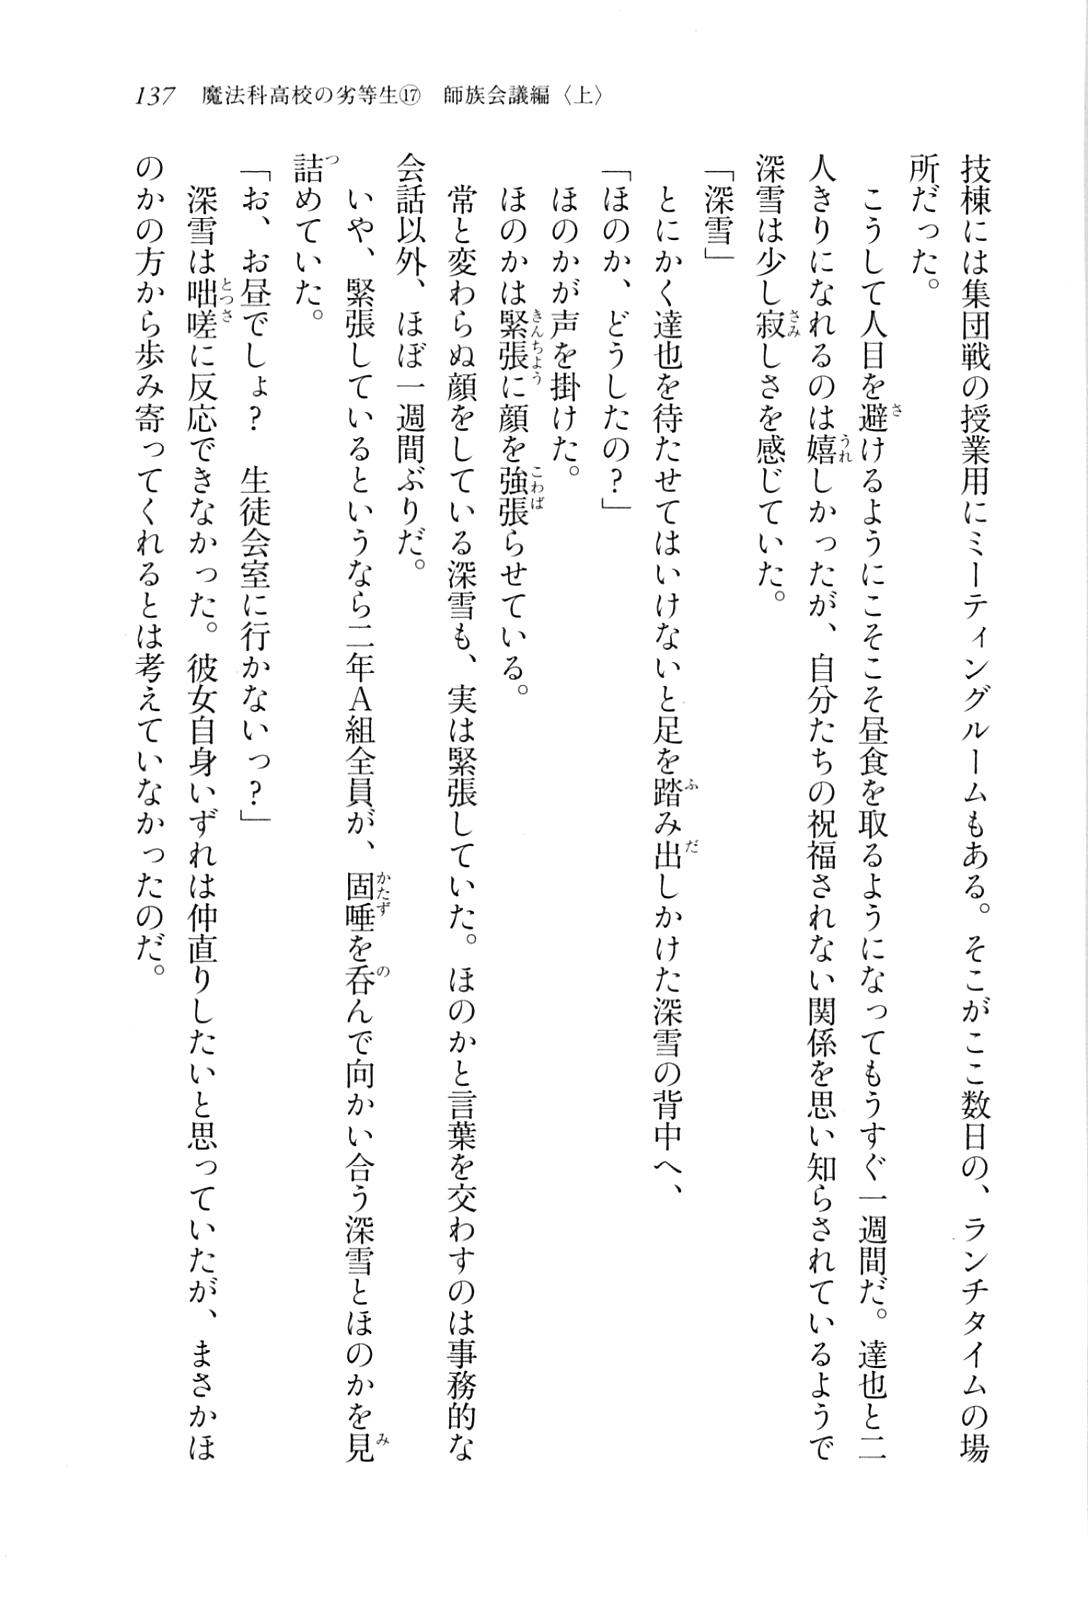 137　魔法科高校の劣等生⑰　師族会議編〈上〉
技棟には集団戦の授業用にミーティングルームもある。そこがここ数日の、ランチタイムの場
所だった。
　こうして人目を避けるようにこそこそ昼食を取るようになってもうすぐ一週間だ。達也と二
人きりになれるのは嬉しかったが、自分たちの祝福されない関係を思い知らされているようで
深雪は少し寂しさを感じていた。
「深雪」
　とにかく達也を待たせてはいけないと足を踏み出しかけた深雪の背中へ、
「ほのか、どうしたの？」
　ほのかが声を掛けた。
　ほのかは緊張に顔を強張らせている。
　常と変わらぬ顔をしている深雪も、実は緊張していた。ほのかと言葉を交わすのは事務的な
会話以外、ほぼ一週間ぶりだ。
　いや、緊張しているというなら二年Ａ組全員が、固唾を呑んで向かい合う深雪とほのかを見
詰めていた。
「お、お昼でしょ？　生徒会室に行かないっ？」
　深雪は咄嗟に反応できなかった。彼女自身いずれは仲直りしたいと思っていたが、まさかほ
のかの方から歩み寄ってくれるとは考えていなかったのだ。